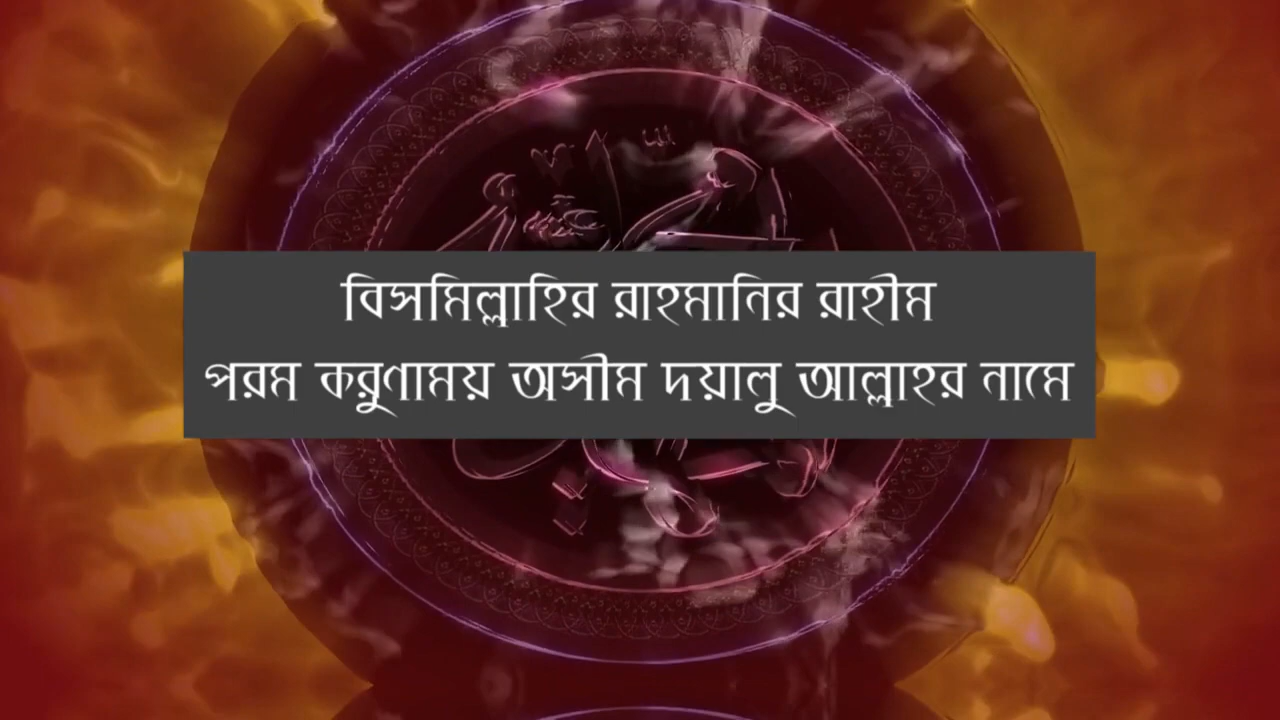 বিসমিল্লাহির রাহমানির রাহীম
পরম করুণাময় অসীম দয়ালু আল্লাহর নামে